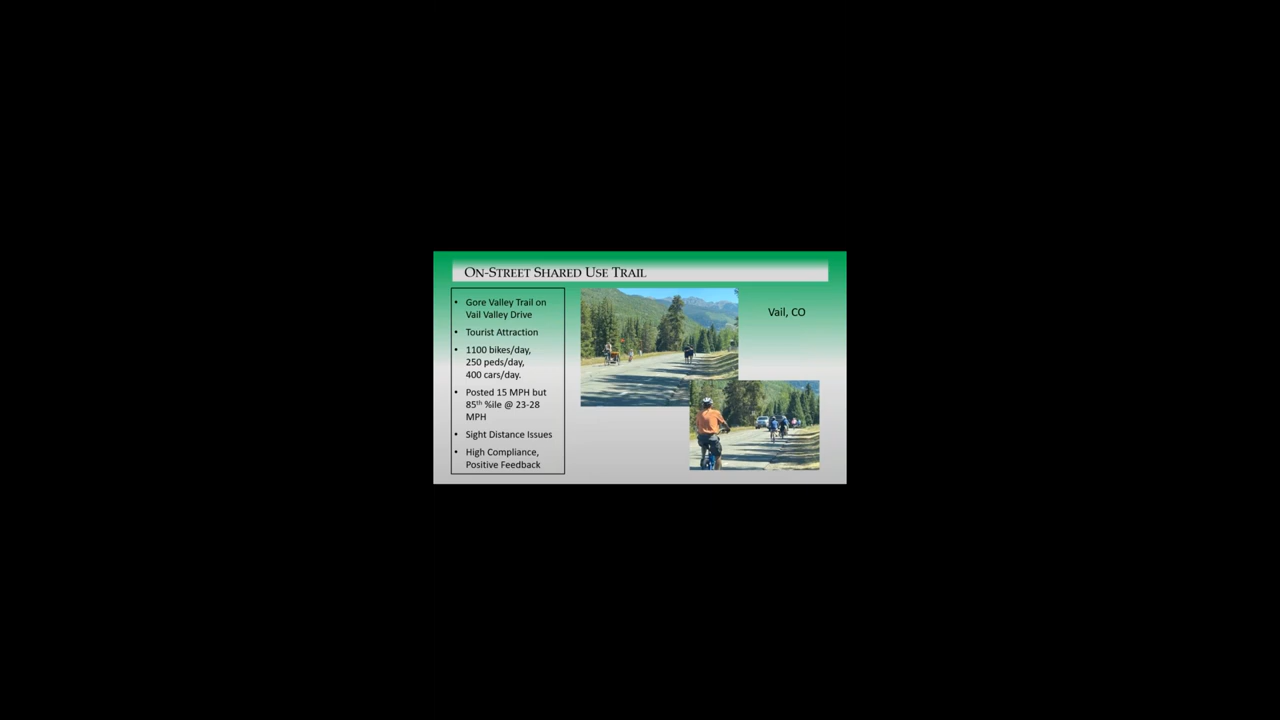 On-Street Shared Use Trail
• Gore Valley Trail on
Vail Valley Drive
• Tourist Attraction
• 1100 bikes/day,
250 peds/day,
400 cars/day.
• Posted 15 MPH but
85th %ile @ 23-28
MPH
• Sight Distance Issues
• High Compliance,
Positive Feedback
Vail, CO